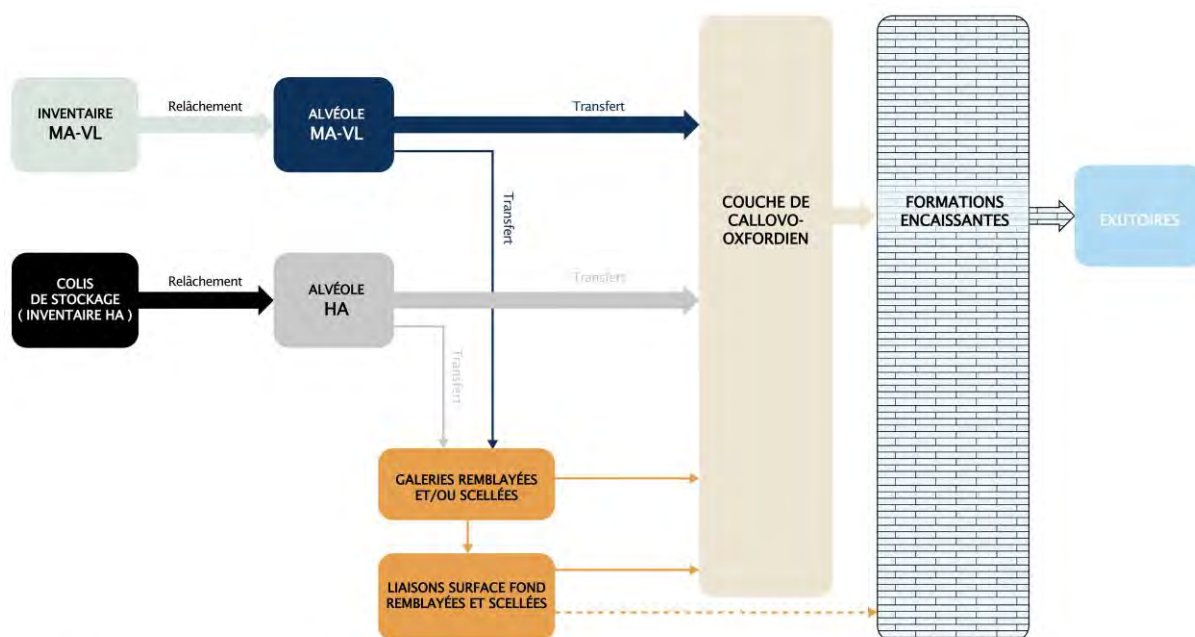 INVENTAIRE
MA-VL
Relâchement
ALVÉOLE
MA-VL
Transfert
Transfert
COLIS
DE STOCKAGE
( INVENTAIRE HA )
Relâchement
ALVÉOLE
HA
Transfert
Transfert
GALERIES REMBLAYÉES
ET/OU SCELLÉES
LIAISONS SURFACE FOND
REMBLAYÉES ET SCELLÉES
COUCHE DE
CALLOVO-
OXFORDIEN
FORMATIONS
ENCAISSANTES
EXUTOIRES